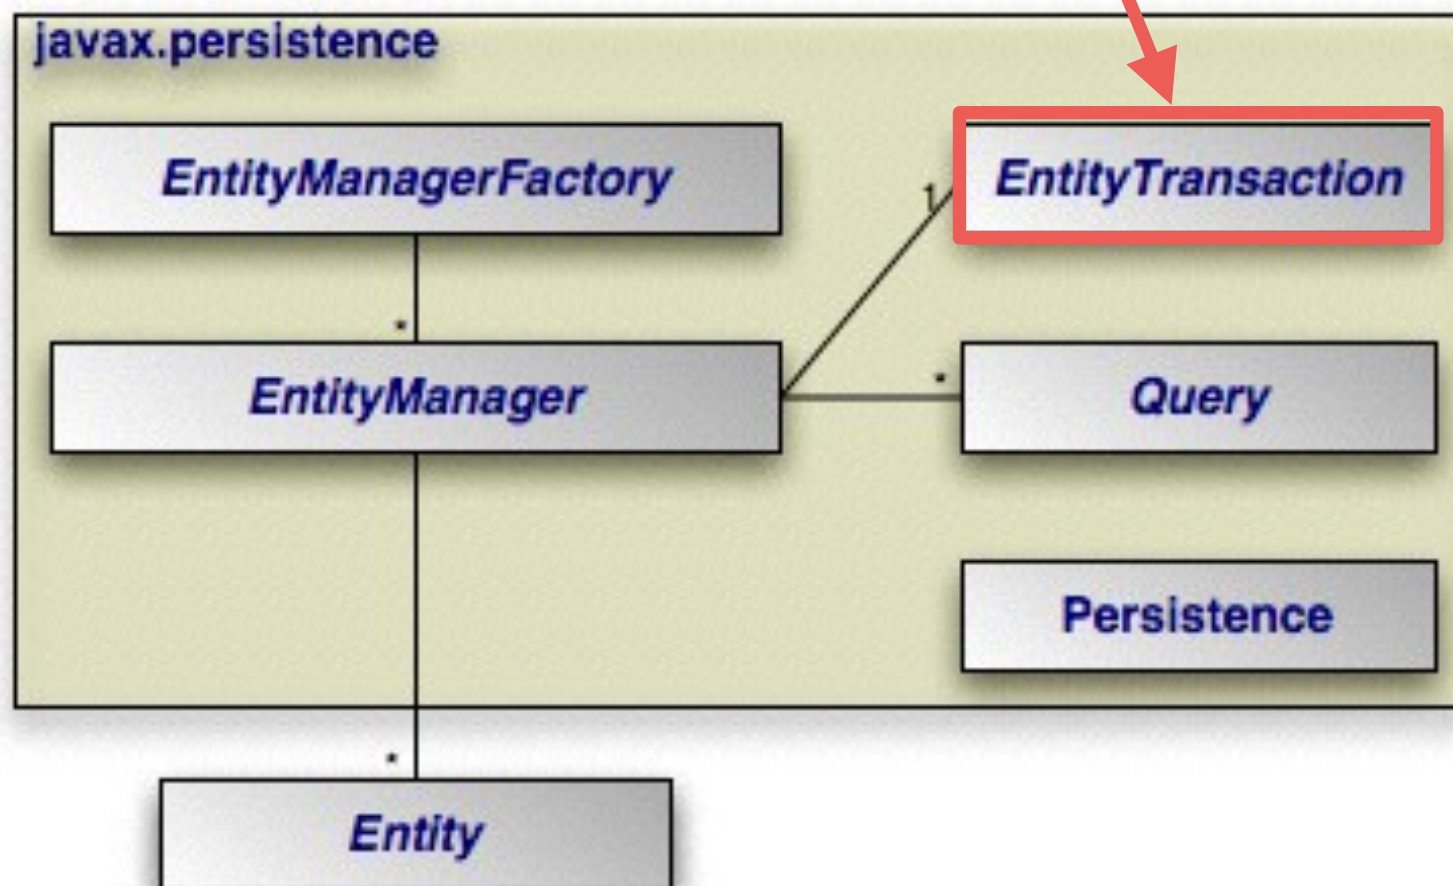 javax.persistence
EntityManagerFactory
EntityTransaction
1
*
EntityManager
*
Query
Persistence
*
Entity